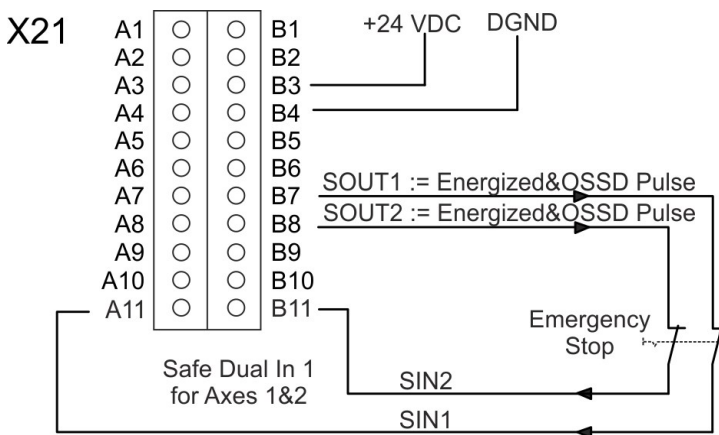 X21
+24 VDC DGND
A1 B1
A2 B2
A3 B3
A4 B4
A5 B5
A6 B6
A7 B7
SOUT1 := Energized&OSSD Pulse
A8 B8
SOUT2 := Energized&OSSD Pulse
A9 B9
A10 B10
A11 B11
Emergency
Stop
Safe Dual In 1
for Axes 1&2
SIN2
SIN1